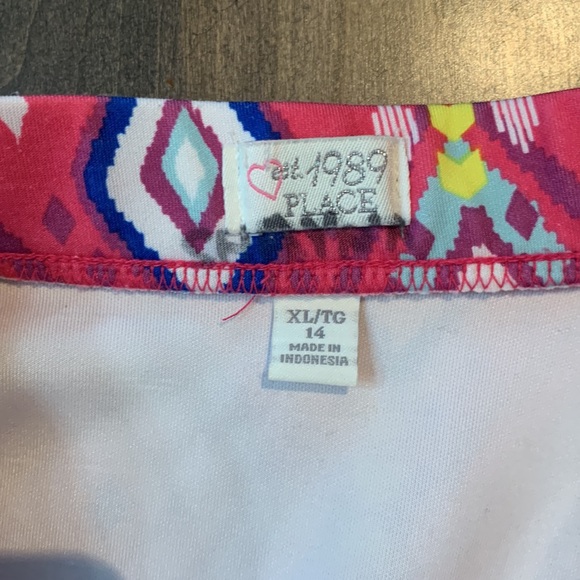 est. 1989
PLACE
XL/TG
14
MADE IN
INDONESIA